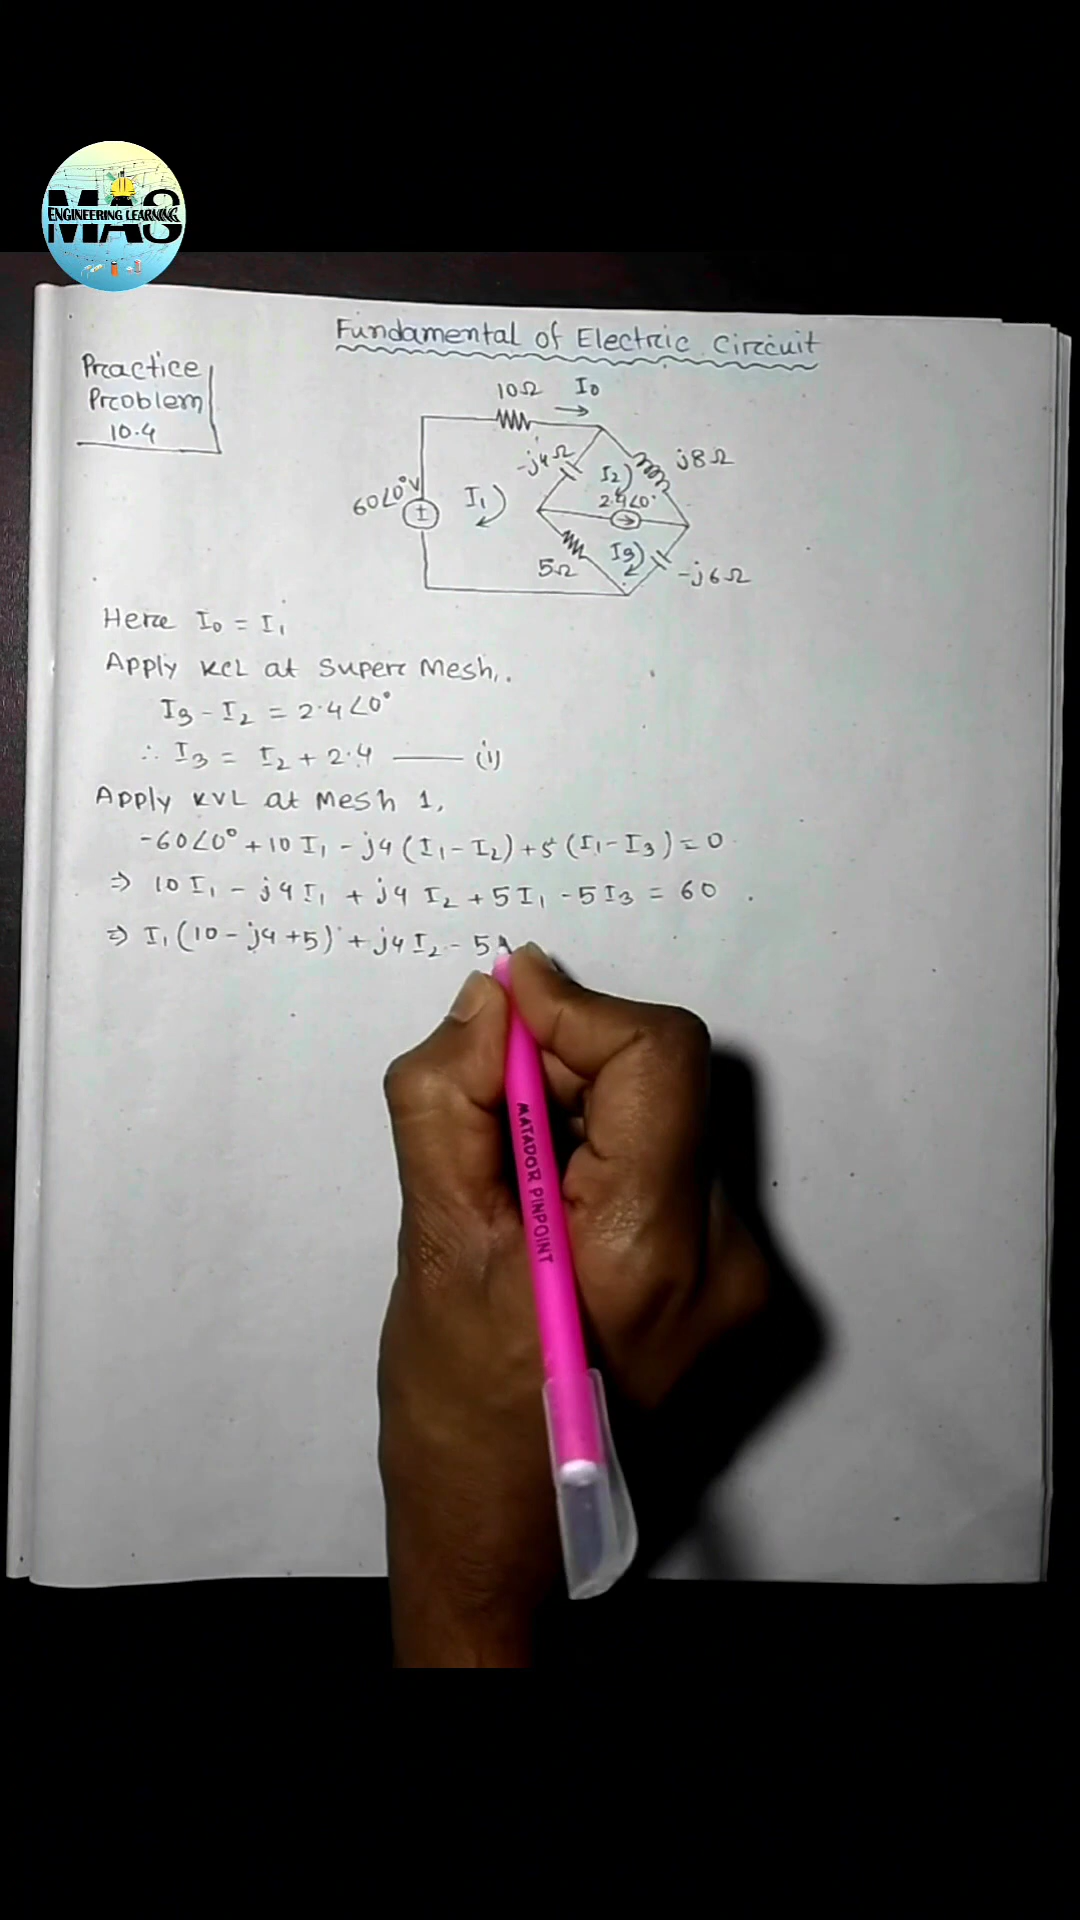 MAS
ENGINEERING LEARNING
Fundamental of Electric Circuit
Practice
Problem
10.4
10Ω
I₀
-j4Ω
j8Ω
I₂
60∠0°V
I₁
2.4∠0°
±
I₃
5Ω
-j6Ω
Here I₀ = I₁
Apply KCL at Super Mesh,.
I₃ - I₂ = 2.4∠0°
∴ I₃ = I₂ + 2.4 —— (i)
Apply KVL at Mesh 1,
-60∠0° + 10 I₁ - j4 (I₁ - I₂) + 5 (I₁ - I₃) = 0
⇒ 10 I₁ - j4 I₁ + j4 I₂ + 5 I₁ - 5 I₃ = 60
⇒ I₁ (10 - j4 + 5) + j4 I₂ - 5
MATADOR PINPOINT